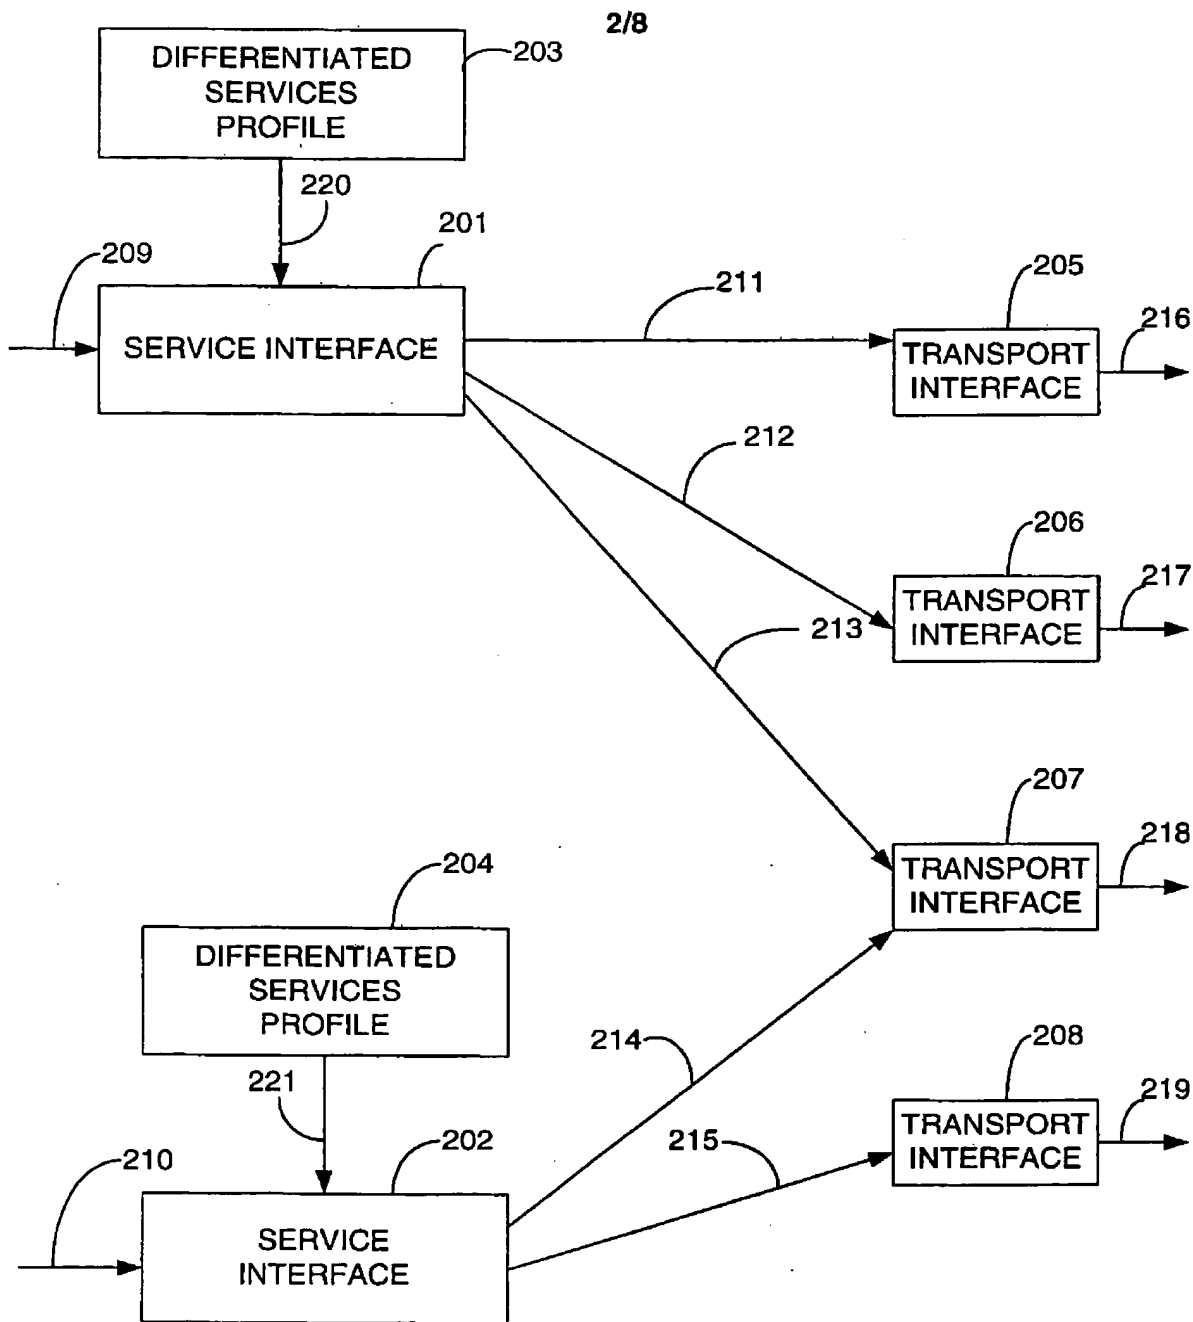 2/8
DIFFERENTIATED
SERVICES
PROFILE
203
220
201
209
SERVICE INTERFACE
211
205
216
TRANSPORT
INTERFACE
212
206
217
TRANSPORT
INTERFACE
213
207
218
TRANSPORT
INTERFACE
204
DIFFERENTIATED
SERVICES
PROFILE
214
208
219
TRANSPORT
INTERFACE
221
202
215
210
SERVICE
INTERFACE